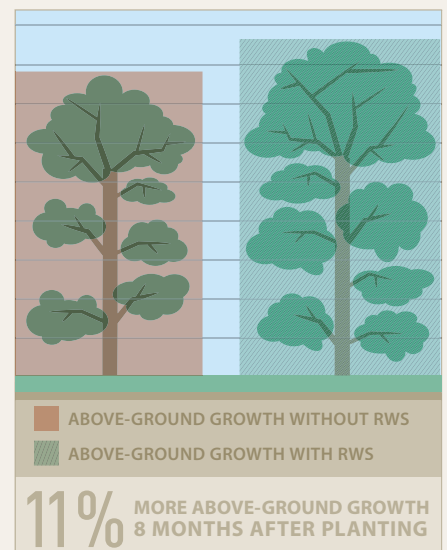 ABOVE-GROUND GROWTH WITHOUT RWS
ABOVE-GROUND GROWTH WITH RWS
11% MORE ABOVE-GROUND GROWTH
8 MONTHS AFTER PLANTING